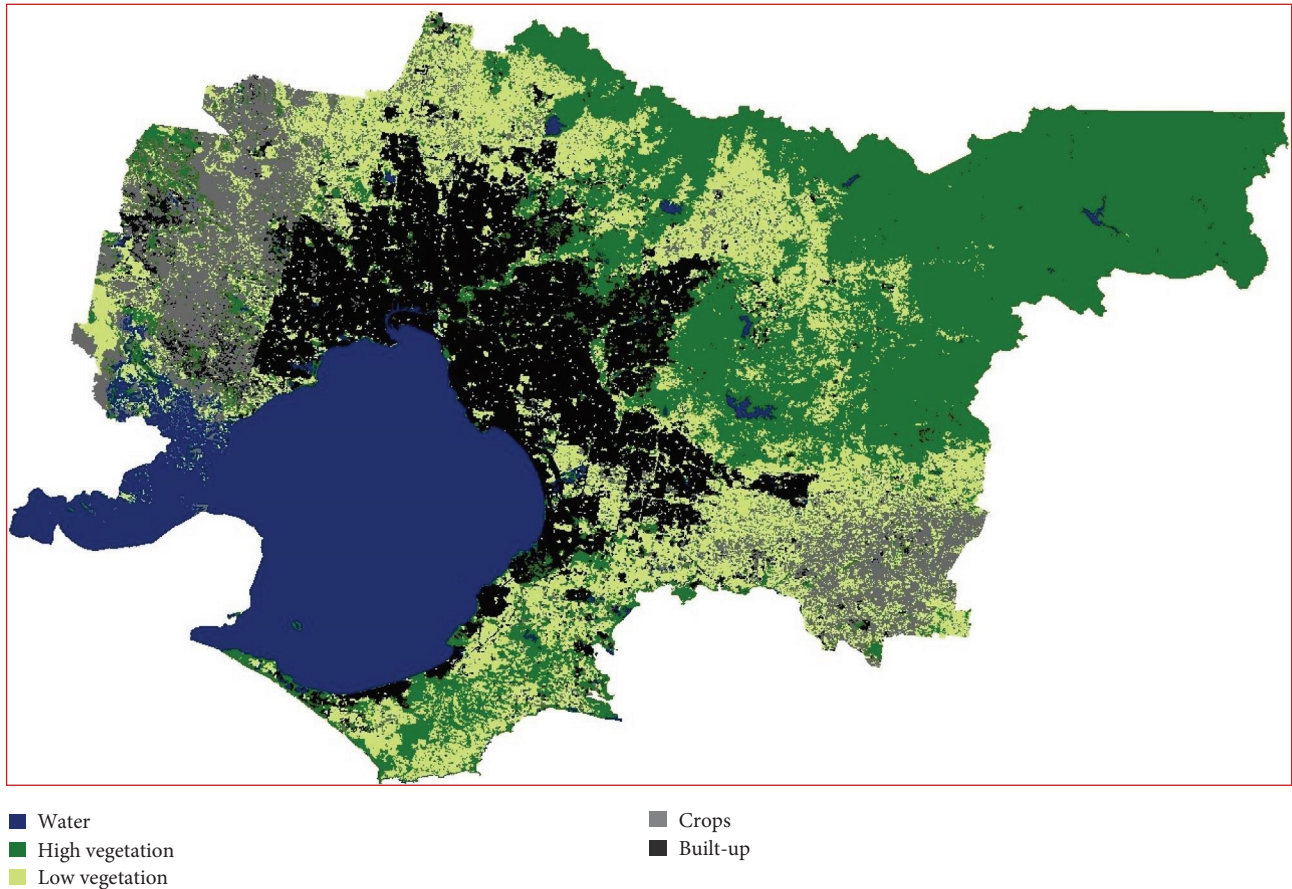 Water
High vegetation
Low vegetation
Crops
Built-up